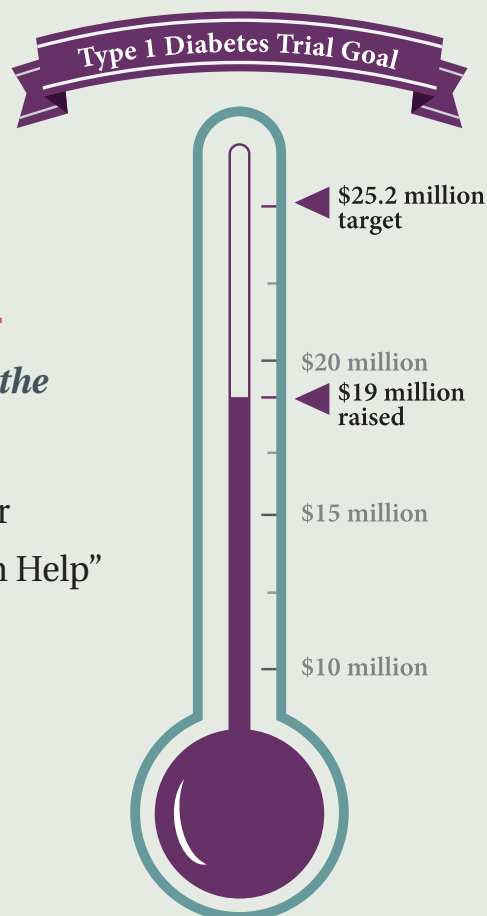 Type 1 Diabetes Trial Goal
$25.2 million
target
$20 million
the
$19 million
raised
r
$15 million
n Help”
$10 million